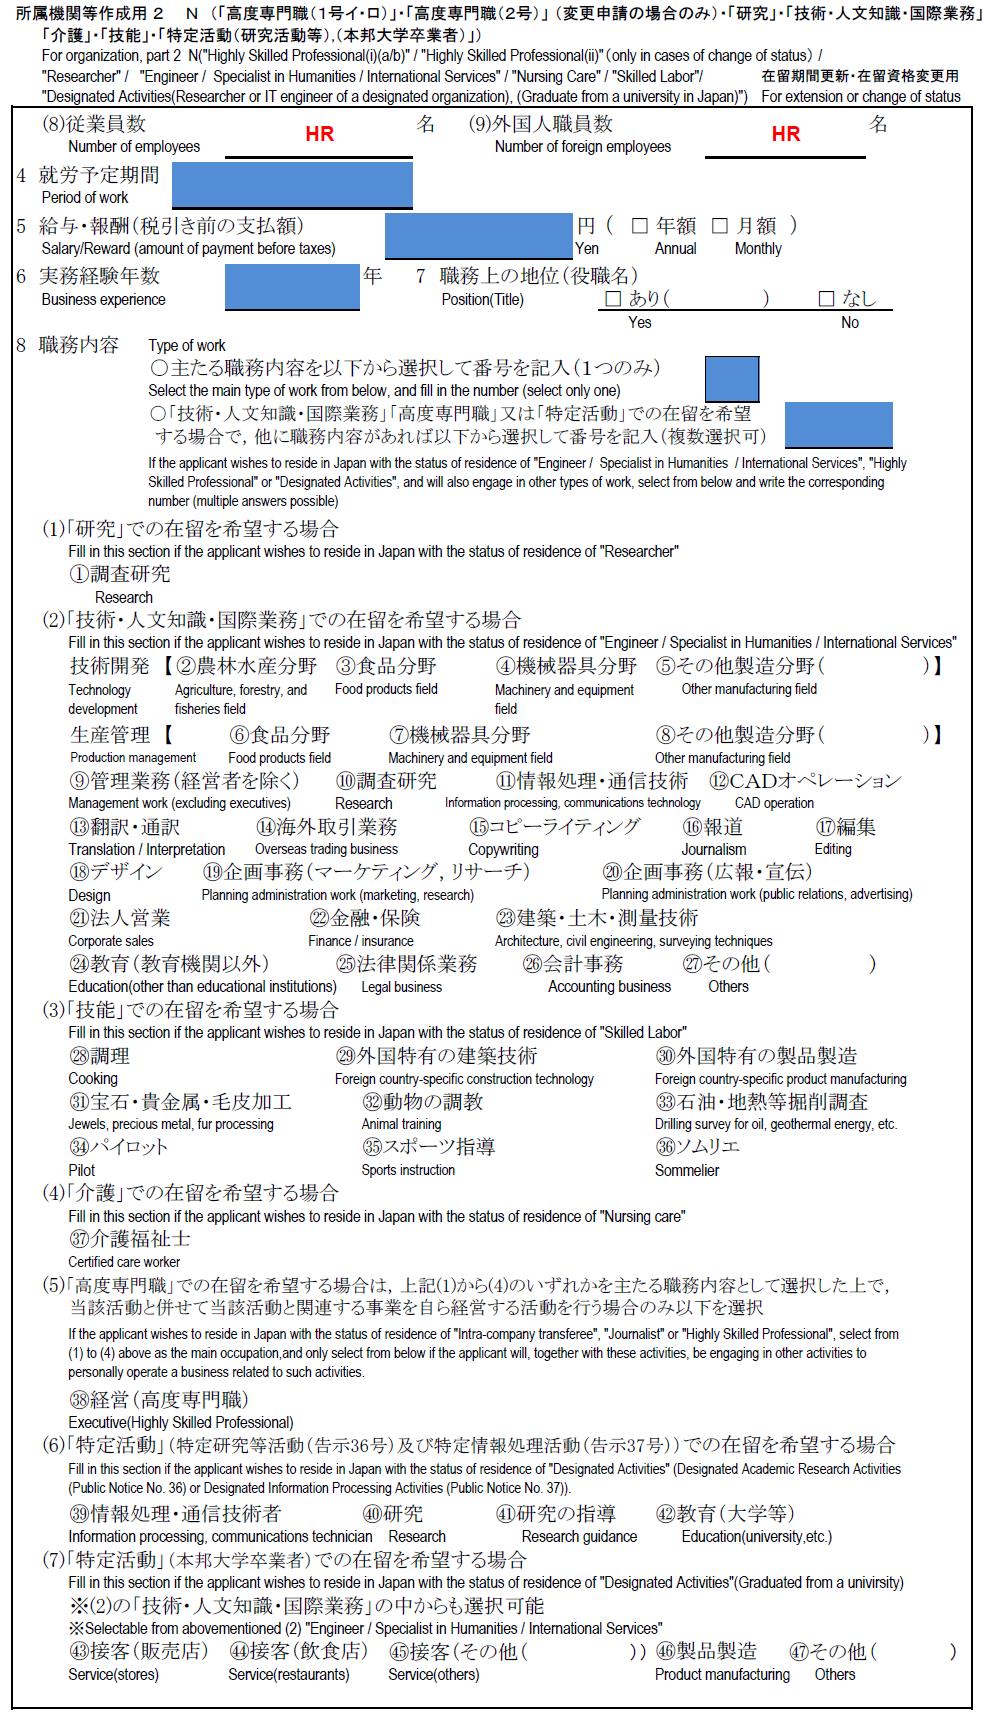 所属機関等作成用 2　N （「高度専門職（１号イ・ロ）」・「高度専門職（２号）」（変更申請の場合のみ）・「研究」・「技術・人文知識・国際業務」
「介護」・「技能」・「特定活動（研究活動等），（本邦大学卒業者）」）
For organization, part 2 N("Highly Skilled Professional(i)(a/b)" / "Highly Skilled Professional(ii)" (only in cases of change of status) /
"Researcher" / "Engineer / Specialist in Humanities / International Services" / "Nursing Care" / "Skilled Labor"/ 在留期間更新・在留資格変更用
"Designated Activities(Researcher or IT engineer of a designated organization), (Graduate from a university in Japan)") For extension or change of status
(8)従業員数 HR 名 (9)外国人職員数 HR 名
Number of employees Number of foreign employees
4 就労予定期間
Period of work
5 給与・報酬（税引き前の支払額） 円（ □ 年額 □ 月額 ）
Salary/Reward (amount of payment before taxes) Yen Annual Monthly
6 実務経験年数 年 7 職務上の地位（役職名）
Business experience Position(Title) □ あり（ ） □ なし
Yes No
8 職務内容 Type of work
○主たる職務内容を以下から選択して番号を記入（１つのみ）
Select the main type of work from below, and fill in the number (select only one)
○「技術・人文知識・国際業務」「高度専門職」又は「特定活動」での在留を希望
する場合で，他に職務内容があれば以下から選択して番号を記入（複数選択可）
If the applicant wishes to reside in Japan with the status of residence of "Engineer / Specialist in Humanities / International Services", "Highly
Skilled Professional" or "Designated Activities", and will also engage in other types of work, select from below and write the corresponding
number (multiple answers possible)
(1)「研究」での在留を希望する場合
Fill in this section if the applicant wishes to reside in Japan with the status of residence of "Researcher"
①調査研究
Research
(2)「技術・人文知識・国際業務」での在留を希望する場合
Fill in this section if the applicant wishes to reside in Japan with the status of residence of "Engineer / Specialist in Humanities / International Services"
技術開発 【 ②農林水産分野 ③食品分野 ④機械器具分野 ⑤その他製造分野（ ）】
Technology Agriculture, forestry, and Food products field Machinery and equipment Other manufacturing field
development fisheries field field
生産管理 【 ⑥食品分野 ⑦機械器具分野 ⑧その他製造分野（ ）】
Production management Food products field Machinery and equipment field Other manufacturing field
⑨管理業務（経営者を除く） ⑩調査研究 ⑪情報処理・通信技術 ⑫CADオペレーション
Management work (excluding executives) Research Information processing, communications technology CAD operation
⑬翻訳・通訳 ⑭海外取引業務 ⑮コピーライティング ⑯報道 ⑰編集
Translation / Interpretation Overseas trading business Copywriting Journalism Editing
⑱デザイン ⑲企画事務（マーケティング，リサーチ） ⑳企画事務（広報・宣伝）
Design Planning administration work (marketing, research) Planning administration work (public relations, advertising)
㉑法人営業 ㉒金融・保険 ㉓建築・土木・測量技術
Corporate sales Finance / insurance Architecture, civil engineering, surveying techniques
㉔教育（教育機関以外） ㉕法律関係業務 ㉖会計事務 ㉗その他（ ）
Education(other than educational institutions) Legal business Accounting business Others
(3)「技能」での在留を希望する場合
Fill in this section if the applicant wishes to reside in Japan with the status of residence of "Skilled Labor"
㉘調理 ㉙外国特有の建築技術 ㉚外国特有の製品製造
Cooking Foreign country-specific construction technology Foreign country-specific product manufacturing
㉛宝石・貴金属・毛皮加工 ㉜動物の調教 ㉝石油・地熱等掘削調査
Jewels, precious metal, fur processing Animal training Drilling survey for oil, geothermal energy, etc.
㉞パイロット ㉟スポーツ指導 ㊱ソムリエ
Pilot Sports instruction Sommelier
(4)「介護」での在留を希望する場合
Fill in this section if the applicant wishes to reside in Japan with the status of residence of "Nursing care"
㊲介護福祉士
Certified care worker
(5)「高度専門職」での在留を希望する場合は，上記(1)から(4)のいずれかを主たる職務内容として選択した上で，
当該活動と併せて当該活動と関連する事業を自ら経営する活動を行う場合のみ以下を選択
If the applicant wishes to reside in Japan with the status of residence of "Intra-company transferee", "Journalist" or "Highly Skilled Professional", select from
(1) to (4) above as the main occupation,and only select from below if the applicant will, together with these activities, be engaging in other activities to
personally operate a business related to such activities.
㊳経営（高度専門職）
Executive(Highly Skilled Professional)
(6)「特定活動」（特定研究等活動（告示36号）及び特定情報処理活動（告示37号））での在留を希望する場合
Fill in this section if the applicant wishes to reside in Japan with the status of residence of "Designated Activities" (Designated Academic Research Activities
(Public Notice No. 36) or Designated Information Processing Activities (Public Notice No. 37)).
㊴情報処理・通信技術者 ㊵研究 ㊶研究の指導 ㊷教育（大学等）
Information processing, communications technician Research Research guidance Education(university,etc.)
(7)「特定活動」（本邦大学卒業者）での在留を希望する場合
Fill in this section if the applicant wishes to reside in Japan with the status of residence of "Designated Activities"(Graduated from a univirsity)
※(2)の「技術・人文知識・国際業務」の中からも選択可能
※Selectable from abovementioned (2) "Engineer / Specialist in Humanities / International Services"
㊸接客（販売店） ㊹接客（飲食店） ㊺接客（その他（ ）） ㊻製品製造 ㊼その他（ ）
Service(stores) Service(restaurants) Service(others) Product manufacturing Others